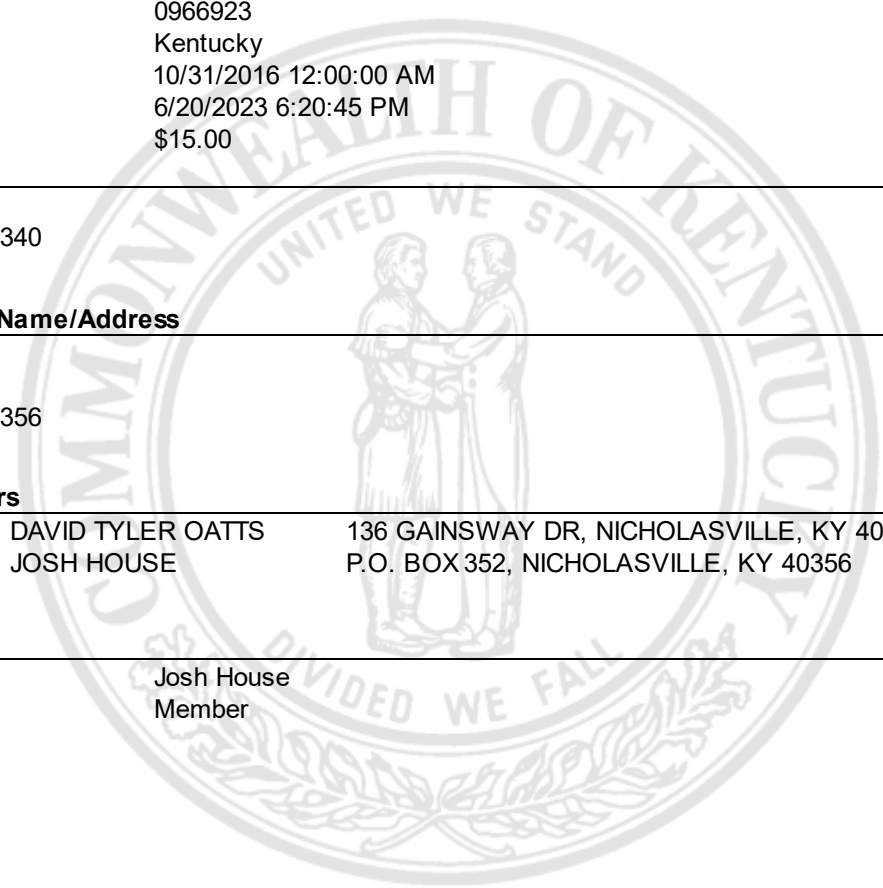 0966923
Kentucky
10/31/2016 12:00:00 AM
6/20/2023 6:20:45 PM
$15.00
340
Name/Address
356
rs
DAVID TYLER OATTS 136 GAINSWAY DR, NICHOLASVILLE, KY 40
JOSH HOUSE P.O. BOX 352, NICHOLASVILLE, KY 40356
Josh House
Member
COMMONWEALTH OF KENTUCKY
UNITED WE STAND
DIVIDED WE FALL